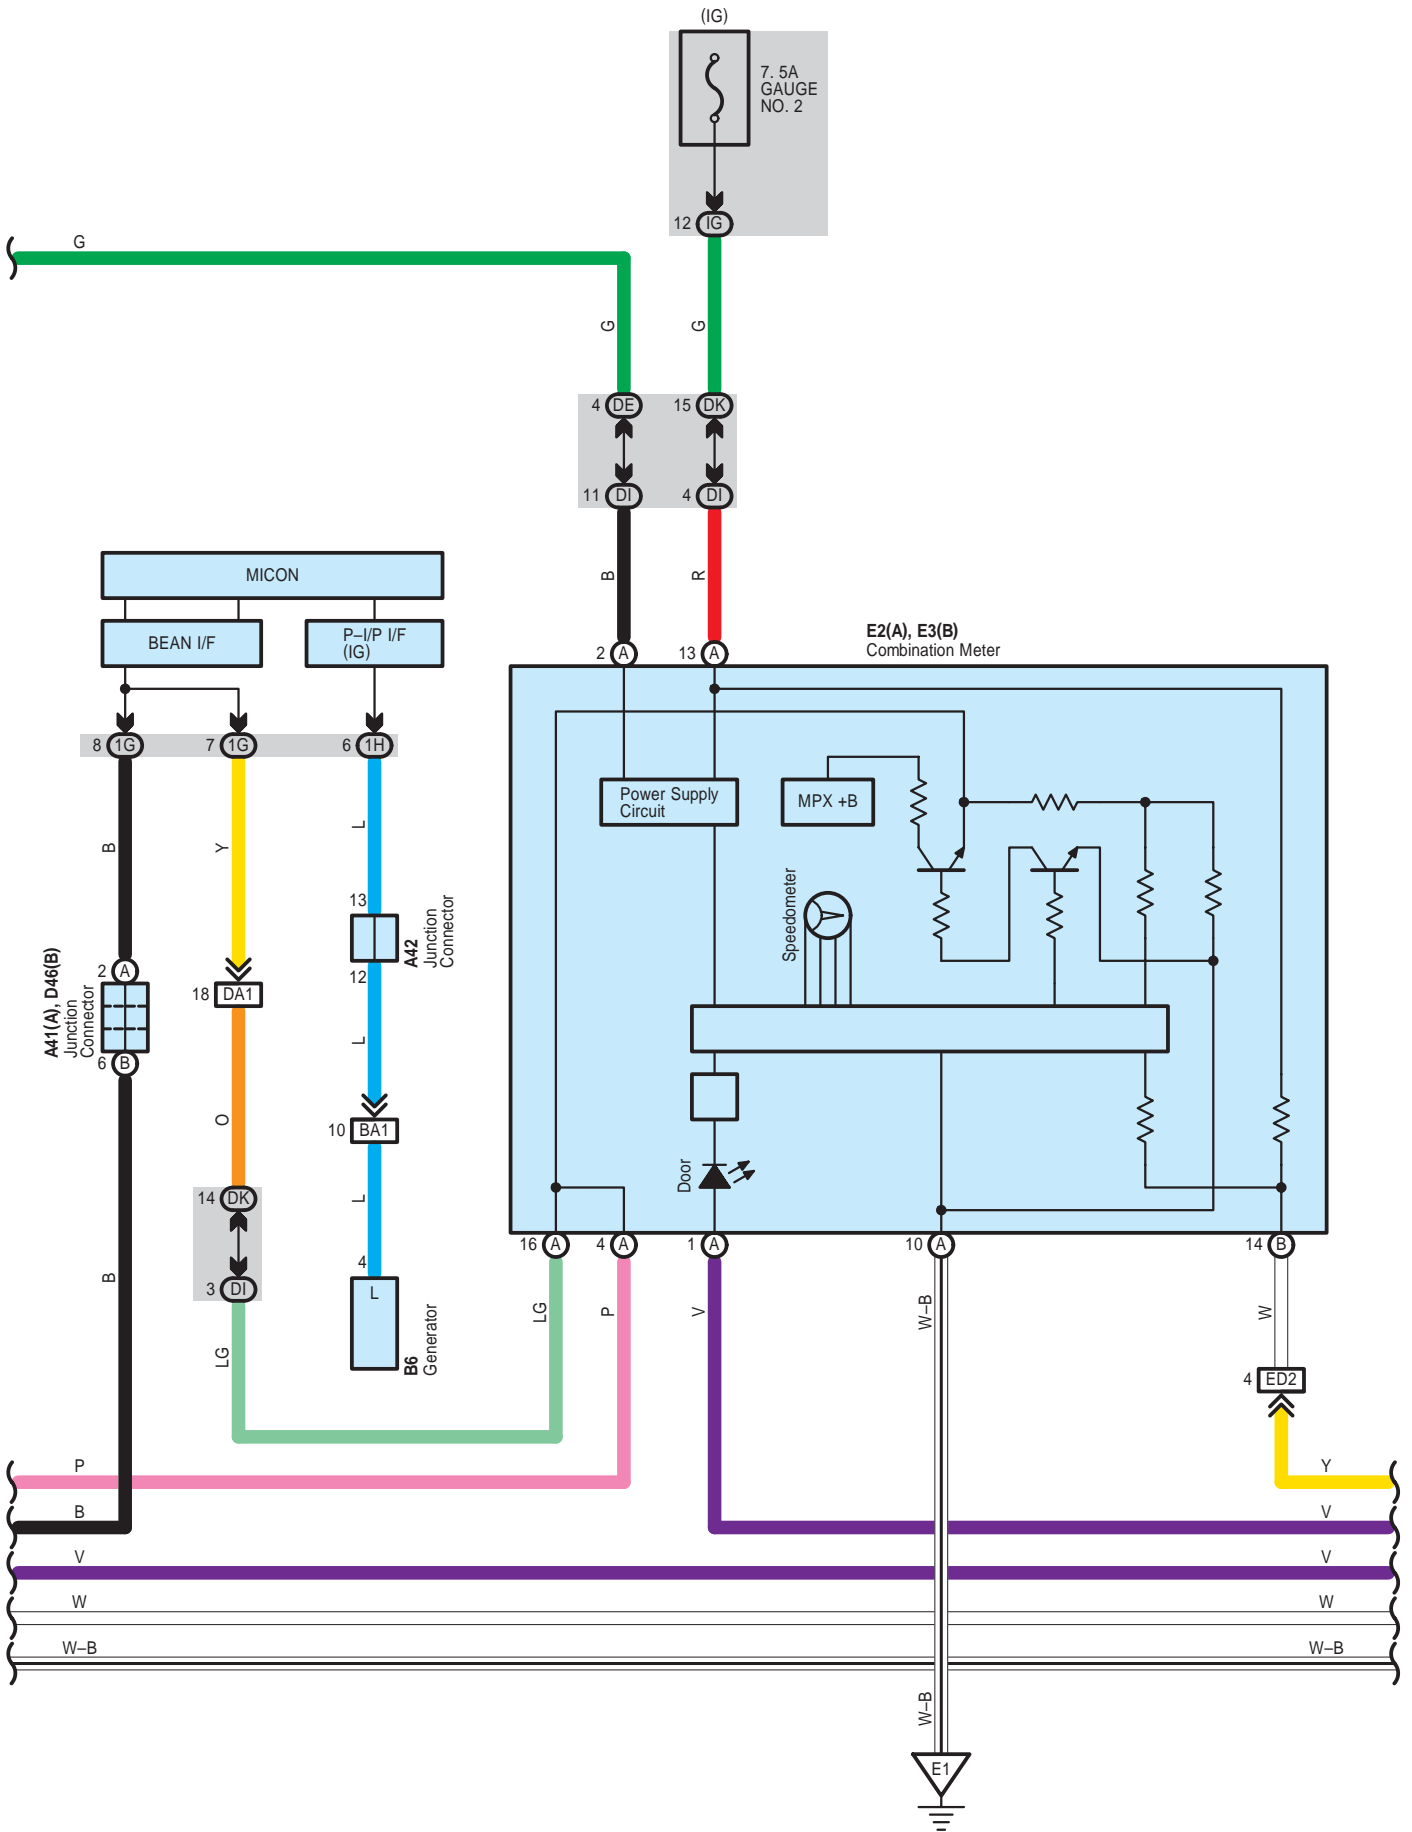 (IG)
7. 5A
GAUGE
NO. 2
12 IG
G
G
G
4 DE
15 DK
11 DI
4 DI
B
R
MICON
BEAN I/F
P–I/P I/F
(IG)
E2(A), E3(B)
Combination Meter
2 A
13 A
8 1G
7 1G
6 1H
Power Supply
Circuit
MPX +B
B
Y
L
Speedometer
13
A42
Junction
Connector
12
2 A
A41(A), D46(B)
Junction
Connector
6 B
18 DA1
L
O
10 BA1
L
Door
14 DK
3 DI
4
L
B6
Generator
B
LG
16 A
4 A
1 A
10 A
14 B
LG
P
V
W–B
W
4 ED2
P
Y
B
V
V
V
W
W
W–B
W–B
W–B
E1